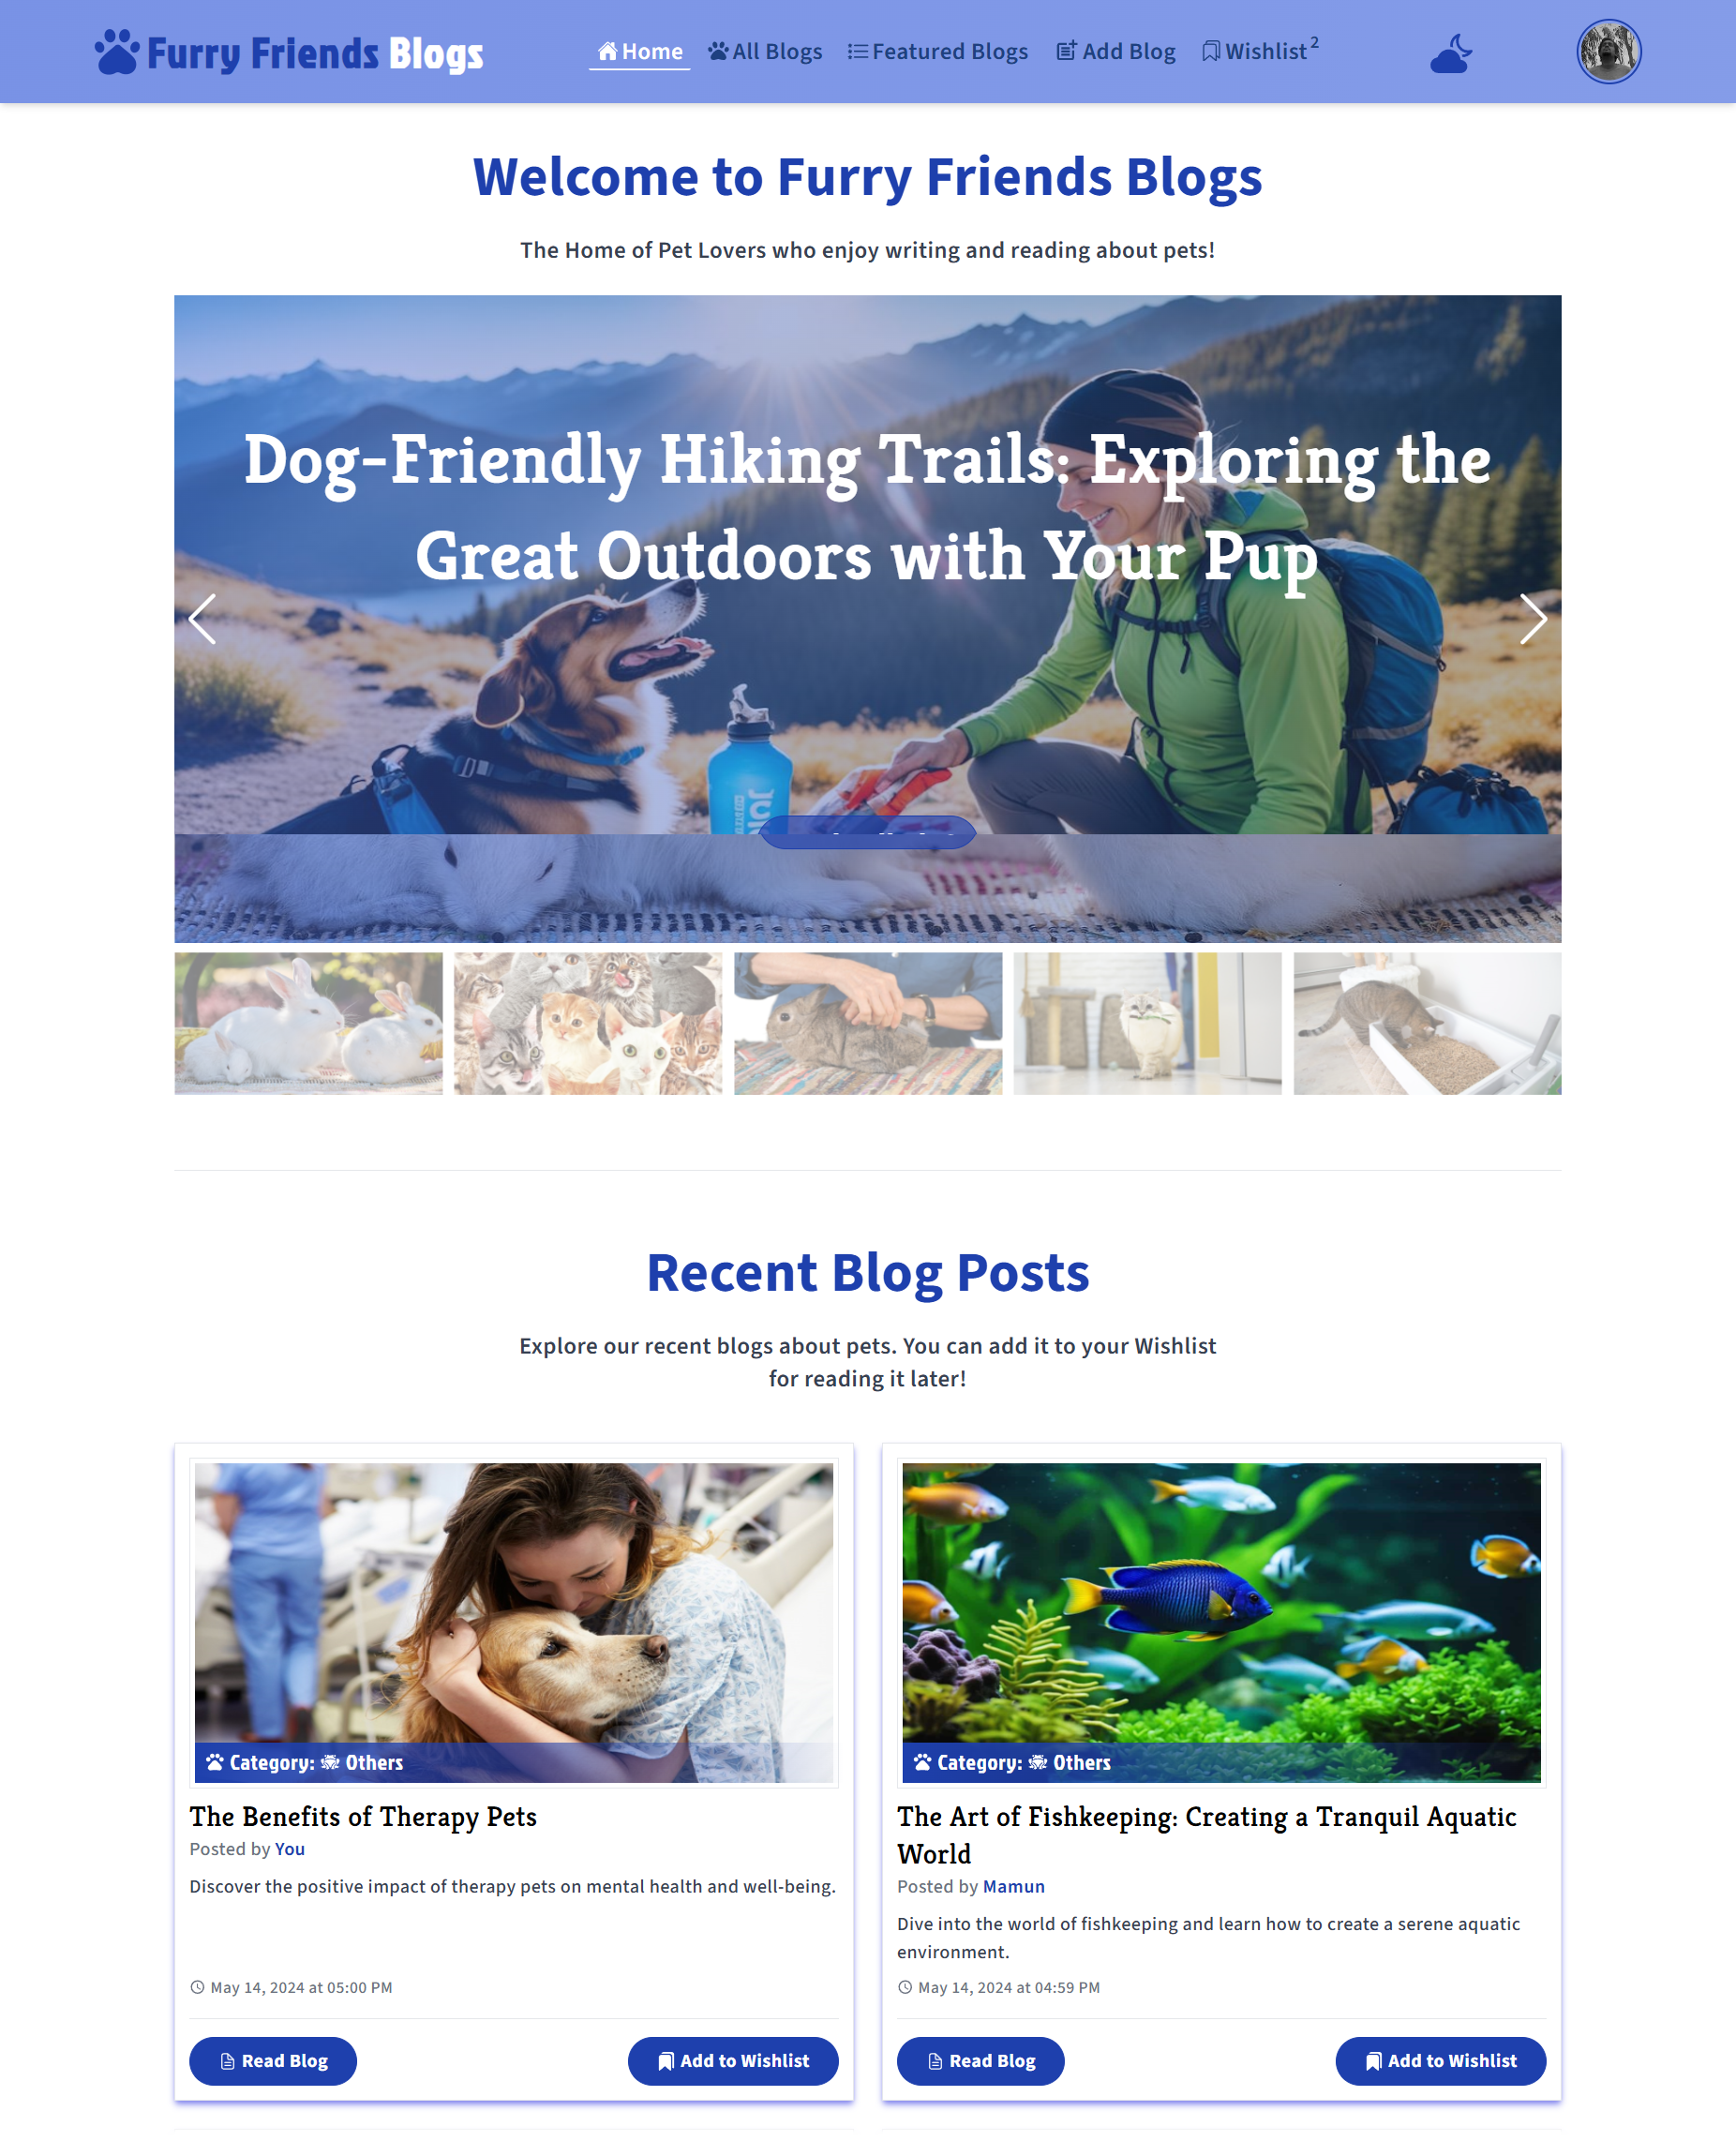 Furry Friends Blogs
Home
All Blogs
Featured Blogs
Add Blog
Wishlist 2
Welcome to Furry Friends Blogs
The Home of Pet Lovers who enjoy writing and reading about pets!
Dog-Friendly Hiking Trails: Exploring the
Great Outdoors with Your Pup
Recent Blog Posts
Explore our recent blogs about pets. You can add it to your Wishlist
for reading it later!
Category: Others
The Benefits of Therapy Pets
Posted by You
Discover the positive impact of therapy pets on mental health and well-being.
May 14, 2024 at 05:00 PM
Read Blog
Add to Wishlist
Category: Others
The Art of Fishkeeping: Creating a Tranquil Aquatic
World
Posted by Mamun
Dive into the world of fishkeeping and learn how to create a serene aquatic
environment.
May 14, 2024 at 04:59 PM
Read Blog
Add to Wishlist